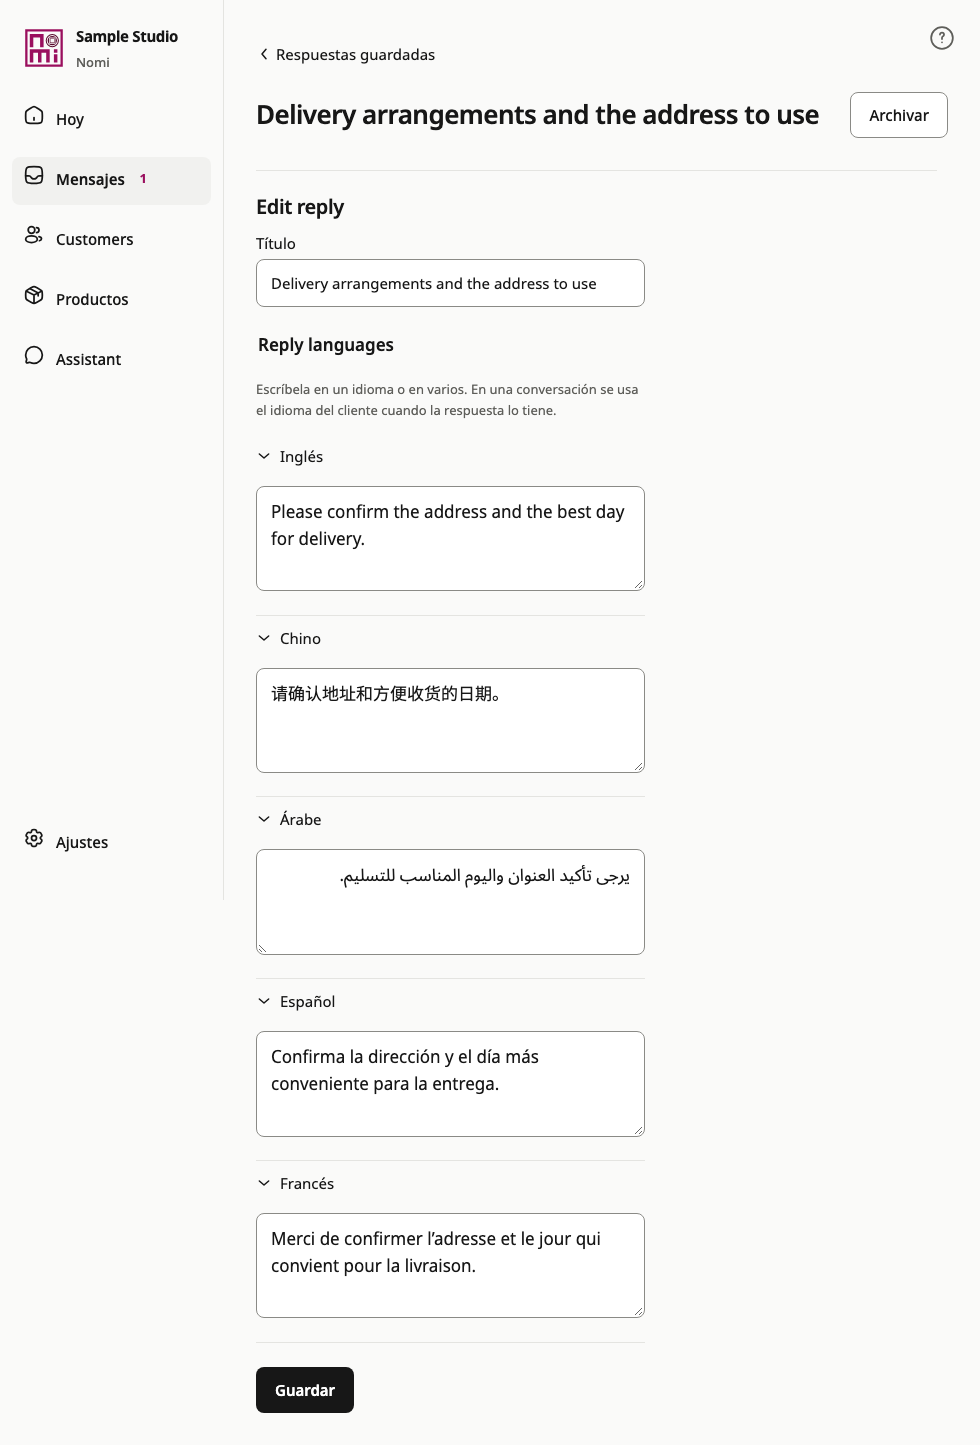 Sample Studio
Nomi
Hoy
Mensajes 1
Customers
Productos
Assistant
Ajustes
Respuestas guardadas
Delivery arrangements and the address to use
Archivar
Edit reply
Título
Delivery arrangements and the address to use
Reply languages
Escríbela en un idioma o en varios. En una conversación se usa
el idioma del cliente cuando la respuesta lo tiene.
Inglés
Please confirm the address and the best day
for delivery.
Chino
请确认地址和方便收货的日期。
Árabe
يرجى تأكيد العنوان واليوم المناسب للتسليم.
Español
Confirma la dirección y el día más
conveniente para la entrega.
Francés
Merci de confirmer l’adresse et le jour qui
convient pour la livraison.
Guardar